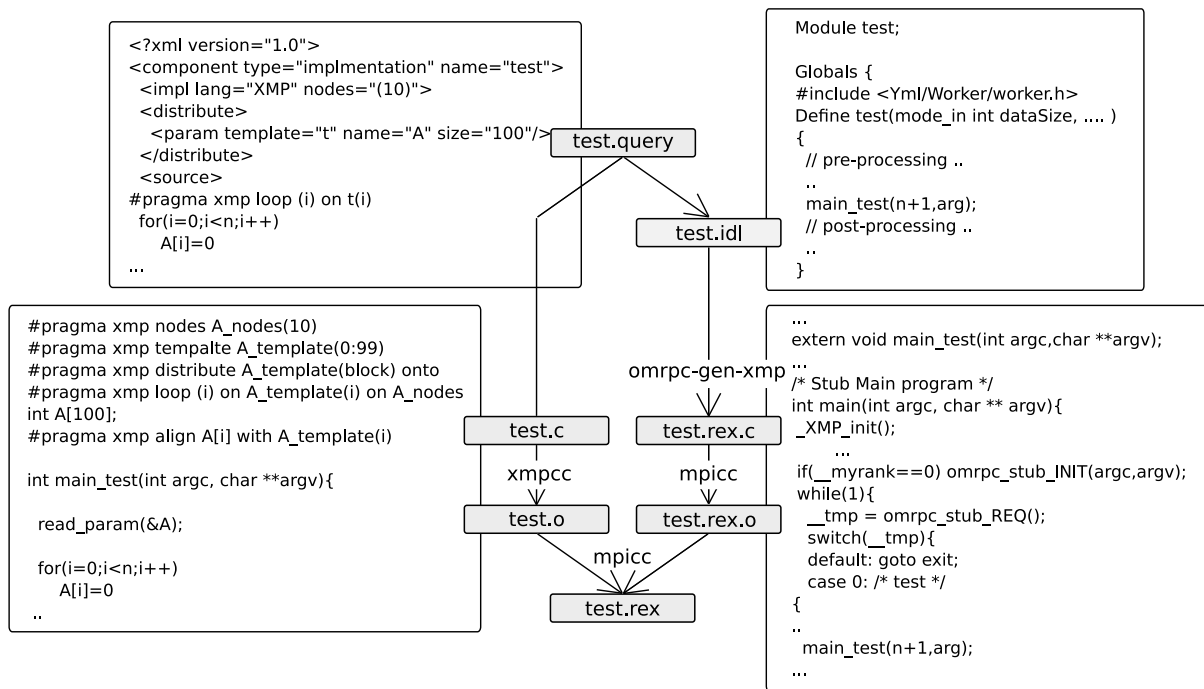 <?xml version="1.0">
<component type="implmentation" name="test">
<impl lang="XMP" nodes="(10)">
<distribute>
<param template="t" name="A" size="100"/>
</distribute>
<source>
#pragma xmp loop (i) on t(i)
for(i=0;i<n;i++)
A[i]=0
...
Module test;
Globals {
#include <Yml/Worker/worker.h>
Define test(mode_in int dataSize, .... )
{
// pre-processing ..
..
main_test(n+1,arg);
// post-processing ..
..
}
test.query
test.idl
#pragma xmp nodes A_nodes(10)
#pragma xmp tempalte A_template(0:99)
#pragma xmp distribute A_template(block) onto
#pragma xmp loop (i) on A_template(i) on A_nodes
int A[100];
#pragma xmp align A[i] with A_template(i)
int main_test(int argc, char **argv){
read_param(&A);
for(i=0;i<n;i++)
A[i]=0
..
omrpc-gen-xmp
test.c
test.rex.c
xmpcc
mpicc
test.o
test.rex.o
mpicc
test.rex
...
extern void main_test(int argc,char **argv);
...
/* Stub Main program */
int main(int argc, char ** argv){
_XMP_init();
...
if(__myrank==0) omrpc_stub_INIT(argc,argv);
while(1){
__tmp = omrpc_stub_REQ();
switch(__tmp){
default: goto exit;
case 0: /* test */
{
..
main_test(n+1,arg);
...